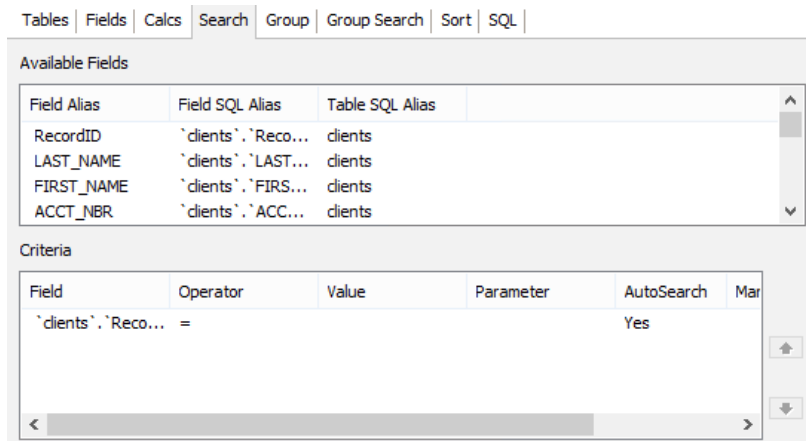 Tables | Fields | Calcs | Search | Group | Group Search | Sort | SQL |
Available Fields
Field Alias Field SQL Alias Table SQL Alias
RecordID `clients`.`Reco... clients
LAST_NAME `clients`.`LAST... clients
FIRST_NAME `clients`.`FIRS... clients
ACCT_NBR `clients`.`ACC... clients
Criteria
Field Operator Value Parameter AutoSearch Mar
`clients`.`Reco... = Yes